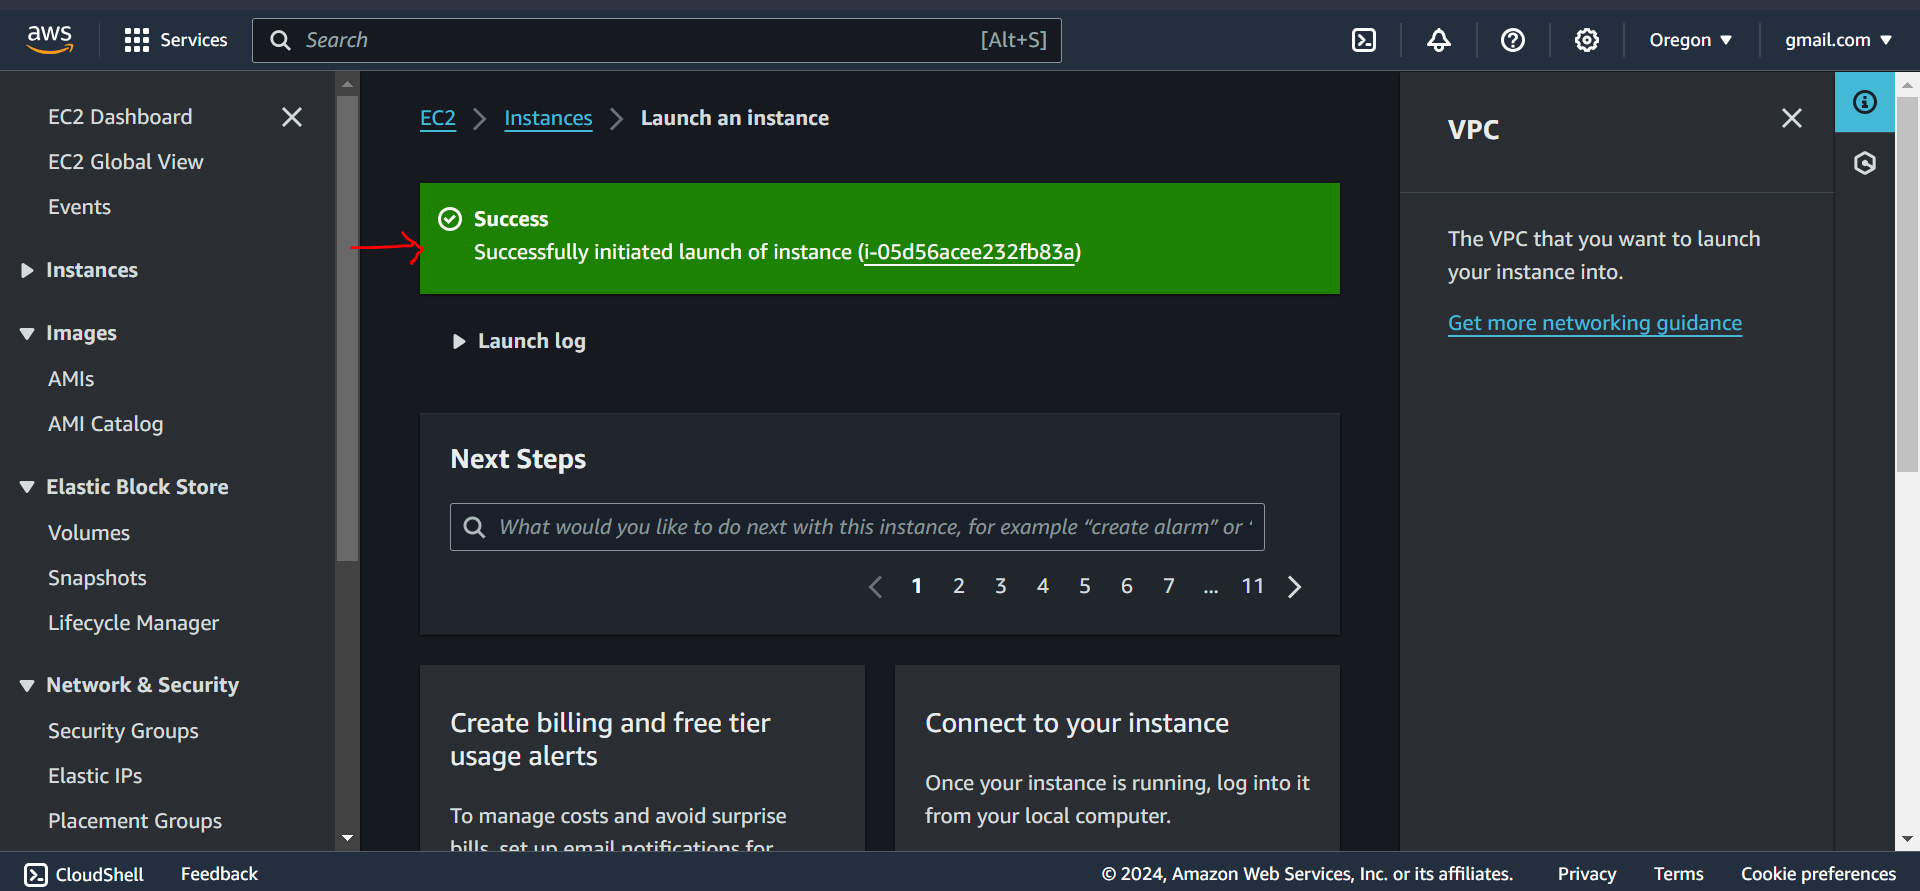 aws
Services
Search
[Alt+S]
Oregon
gmail.com
EC2 Dashboard
EC2 Global View
Events
Instances
Images
AMIs
AMI Catalog
Elastic Block Store
Volumes
Snapshots
Lifecycle Manager
Network & Security
Security Groups
Elastic IPs
Placement Groups
EC2
Instances
Launch an instance
Success
Successfully initiated launch of instance (i-05d56acee232fb83a)
Launch log
Next Steps
What would you like to do next with this instance, for example “create alarm” or ‘
1 2 3 4 5 6 7 ... 11
Create billing and free tier
usage alerts
To manage costs and avoid surprise
bills, set up email notifications for
Connect to your instance
Once your instance is running, log into it
from your local computer.
VPC
The VPC that you want to launch
your instance into.
Get more networking guidance
CloudShell
Feedback
© 2024, Amazon Web Services, Inc. or its affiliates.
Privacy
Terms
Cookie preferences